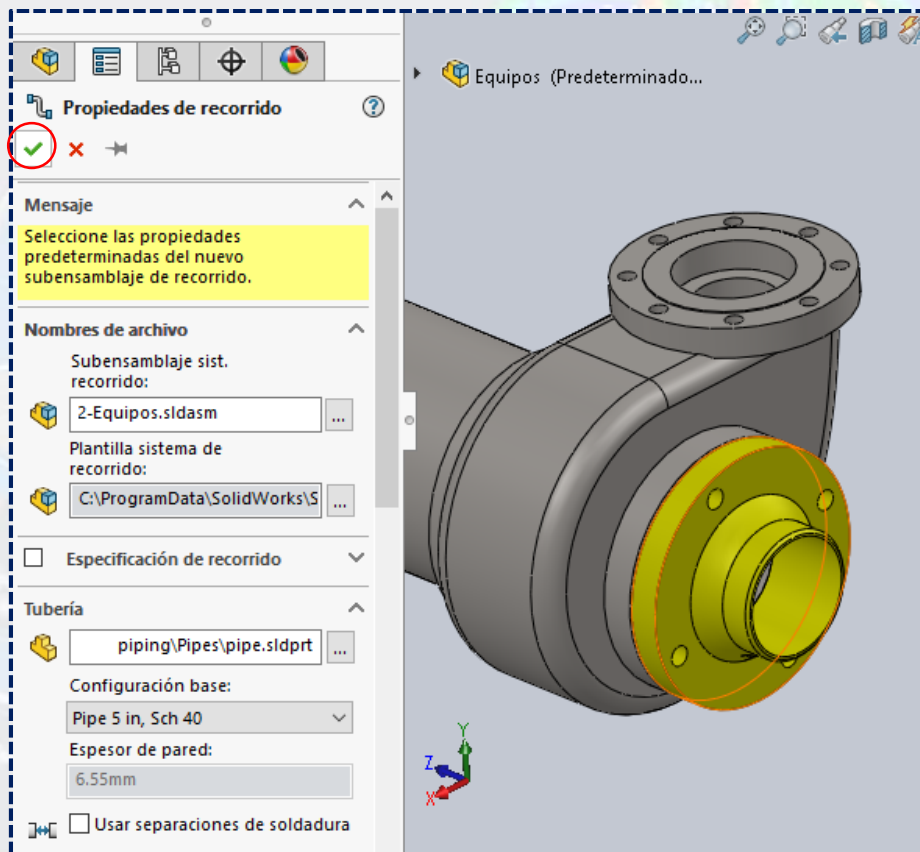 Equipos (Predeterminado...
Propiedades de recorrido
Mensaje
Seleccione las propiedades
predeterminadas del nuevo
subensamblaje de recorrido.
Nombres de archivo
Subensamblaje sist.
recorrido:
2-Equipos.sldasm
...
Plantilla sistema de
recorrido:
C:\ProgramData\SolidWorks\S
...
Especificación de recorrido
Tubería
piping\Pipes\pipe.sldprt
...
Configuración base:
Pipe 5 in, Sch 40
Espesor de pared:
6.55mm
Usar separaciones de soldadura
Y
Z
X